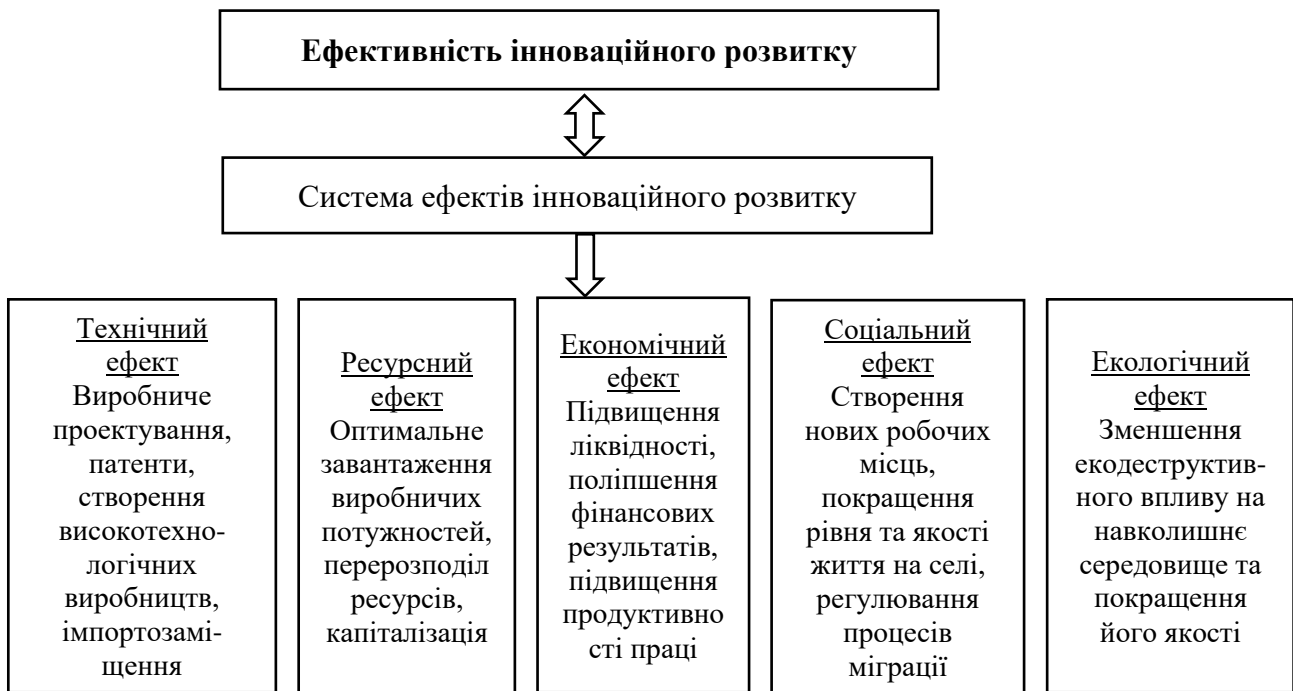 Ефективність інноваційного розвитку
Система ефектів інноваційного розвитку
Технічний
ефект
Виробниче
проектування,
патенти,
створення
високотехно-
логічних
виробництв,
імпортозамі-
щення
Ресурсний
ефект
Оптимальне
завантаження
виробничих
потужностей,
перерозподіл
ресурсів,
капіталізація
Економічний
ефект
Підвищення
ліквідності,
поліпшення
фінансових
результатів,
підвищення
продуктивно
сті праці
Соціальний
ефект
Створення
нових робочих
місць,
покращення
рівня та якості
життя на селі,
регулювання
процесів
міграції
Екологічний
ефект
Зменшення
екодеструктив-
ного впливу на
навколишнє
середовище та
покращення
його якості